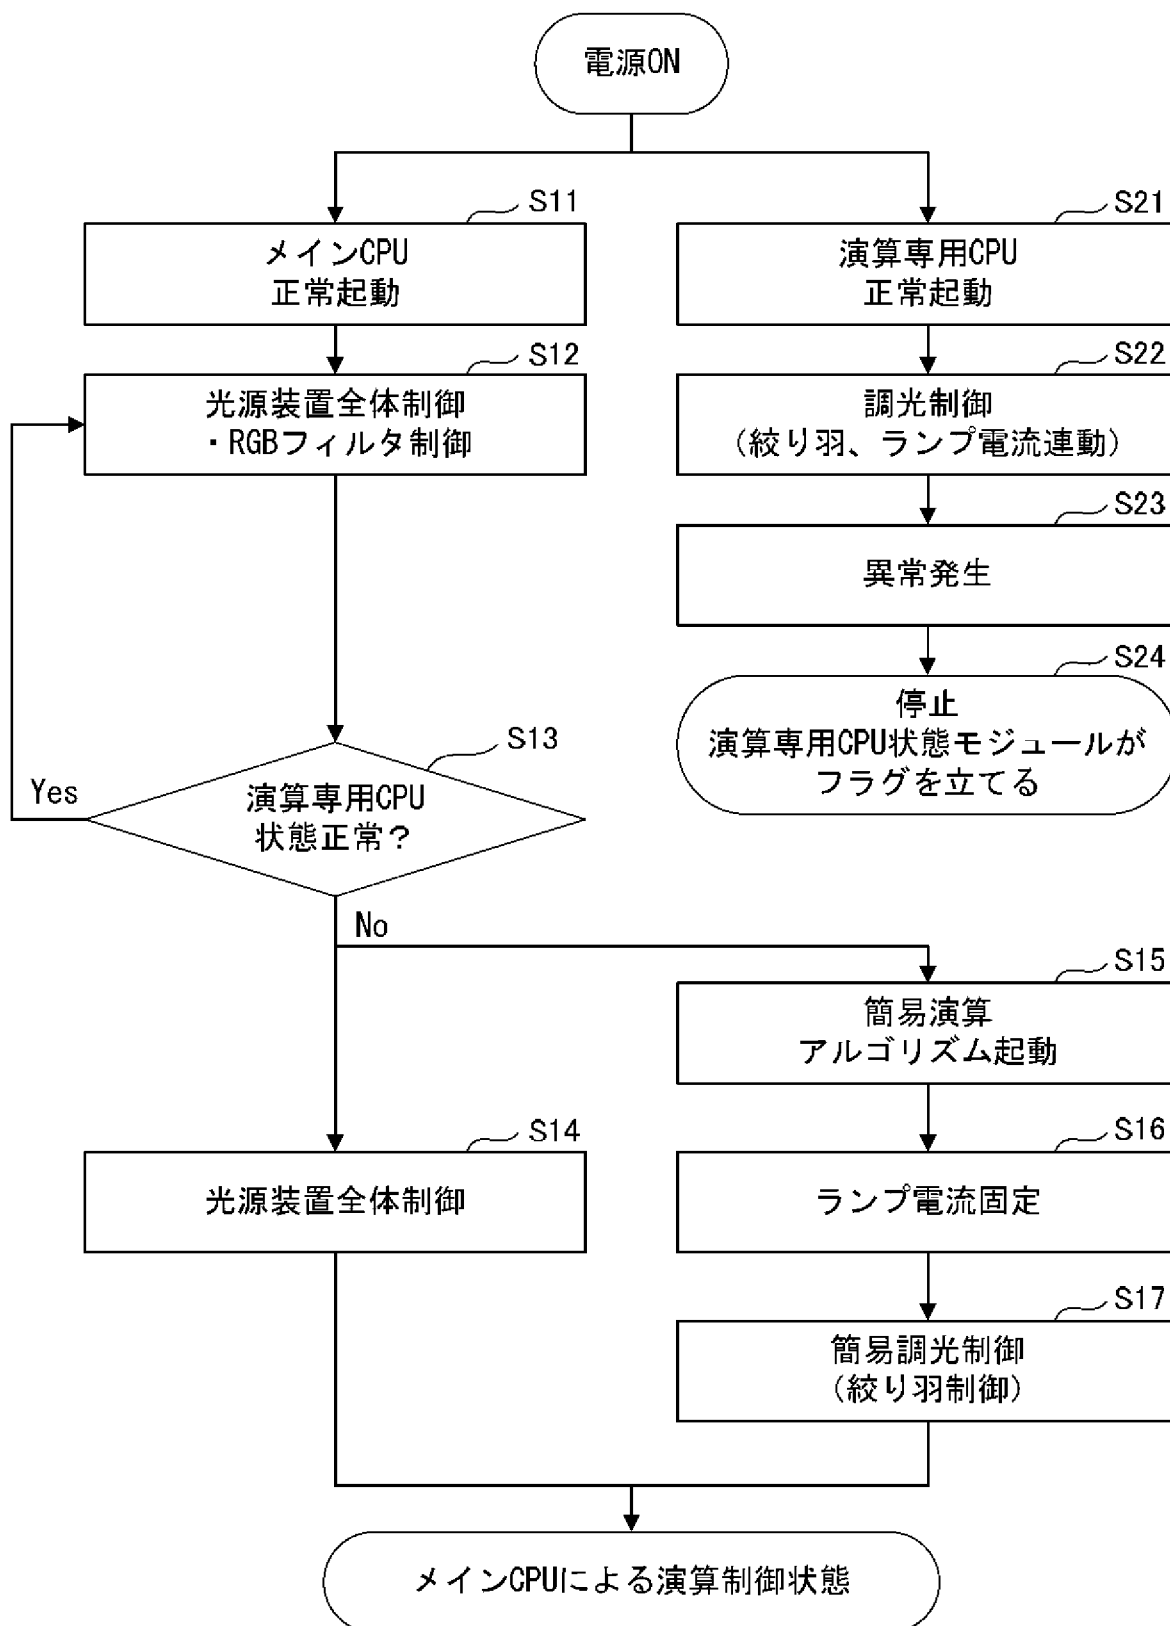 電源ON
S11
メインCPU
正常起動
S12
光源装置全体制御
・RGBフィルタ制御
S13
演算専用CPU
状態正常?
Yes
No
S14
光源装置全体制御
S21
演算専用CPU
正常起動
S22
調光制御
(絞り羽、ランプ電流連動)
S23
異常発生
S24
停止
演算専用CPU状態モジュールが
フラグを立てる
S15
簡易演算
アルゴリズム起動
S16
ランプ電流固定
S17
簡易調光制御
(絞り羽制御)
メインCPUによる演算制御状態